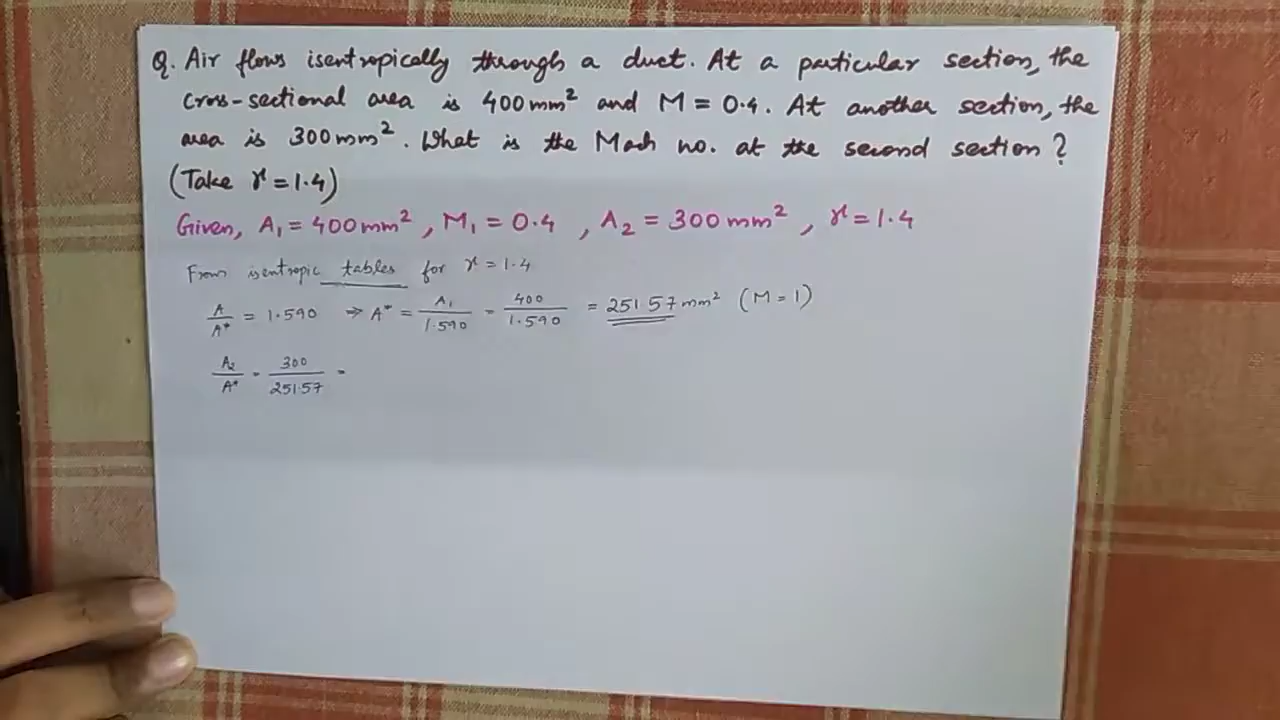 Q. Air flows isentropically through a duct. At a particular section, the
cross-sectional area is 400 mm² and M = 0.4. At another section, the
area is 300 mm². What is the Mach no. at the second section?
(Take γ = 1.4)
Given, A₁ = 400 mm², M₁ = 0.4, A₂ = 300 mm², γ = 1.4
From isentropic tables for γ = 1.4
A/A* = 1.590 ⇒ A* = A₁/1.590 = 400/1.590 = 251.57 mm² (M = 1)
A₂/A* = 300/251.57 =